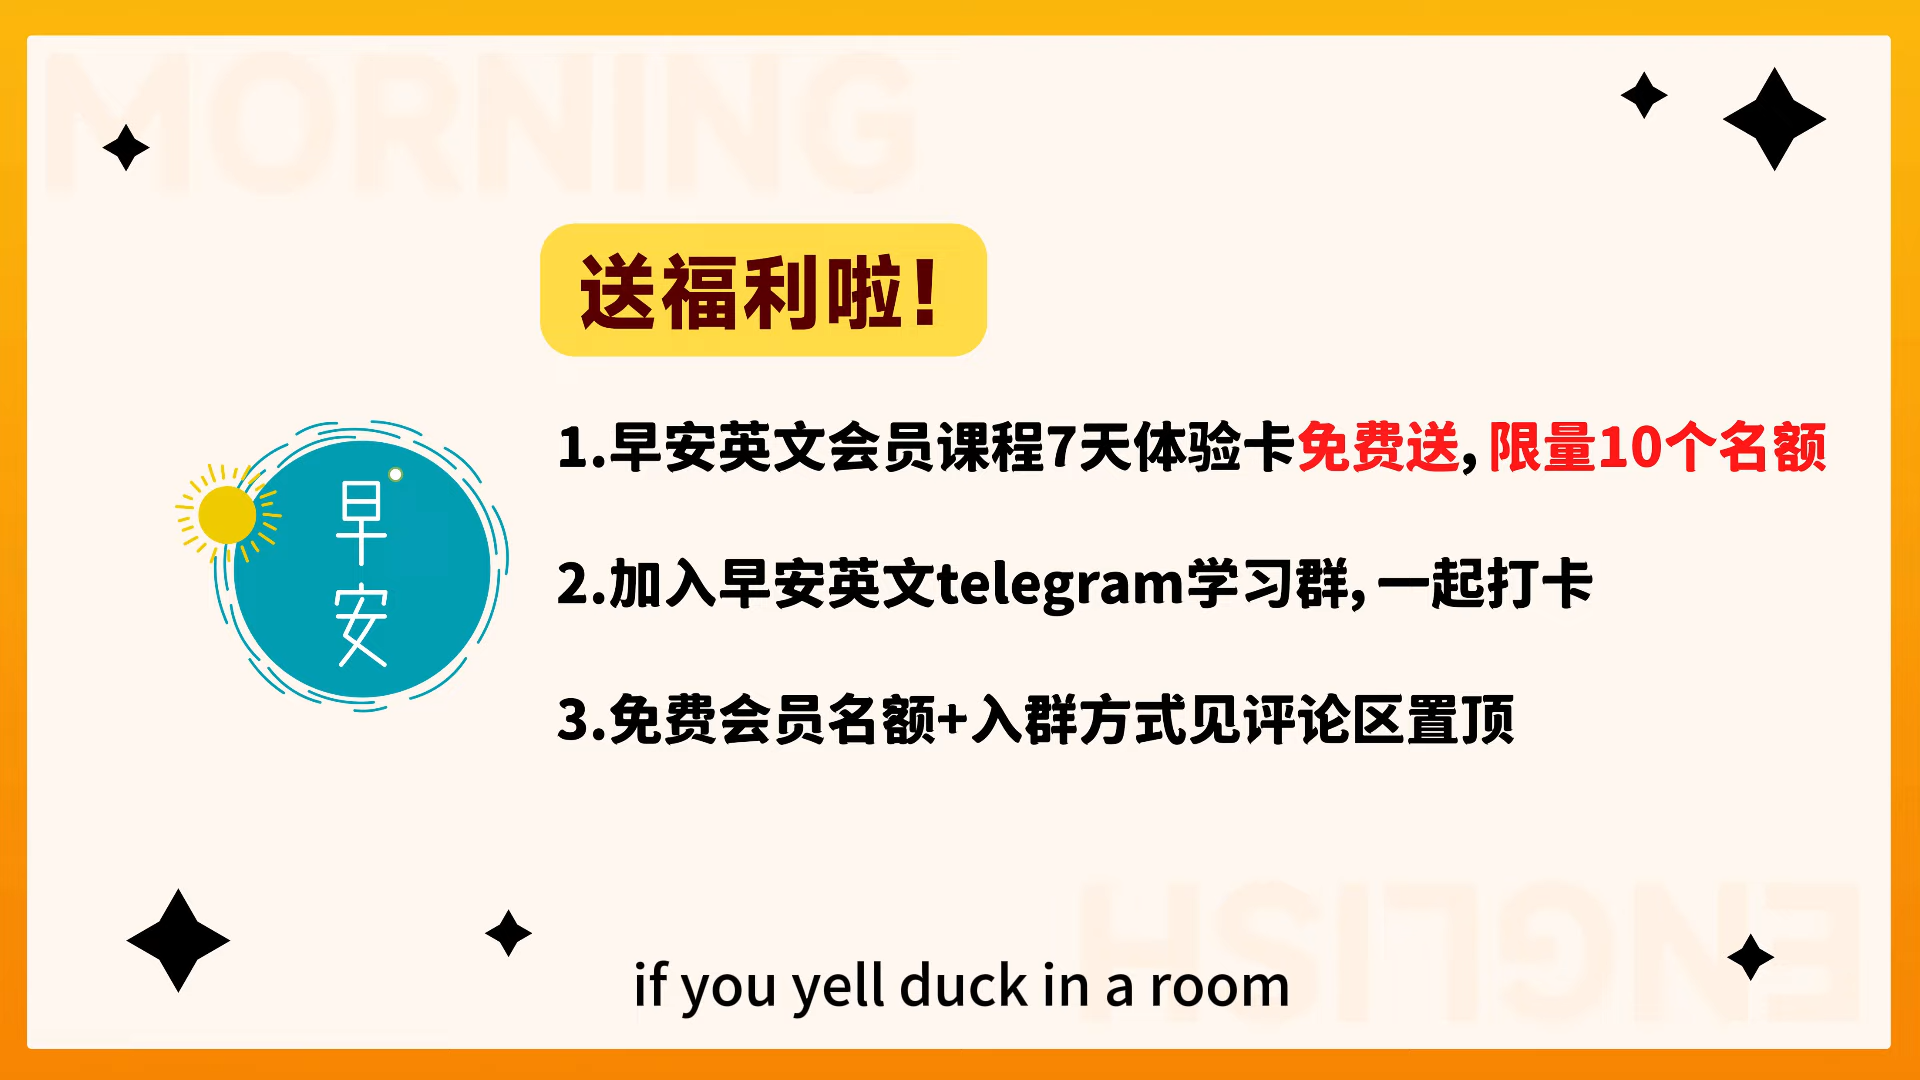 MORNING
送福利啦!
1.早安英文会员课程7天体验卡免费送,限量10个名额
早
安
2.加入早安英文telegram学习群,一起打卡
3.免费会员名额+入群方式见评论区置顶
ENGLISH
if you yell duck in a room